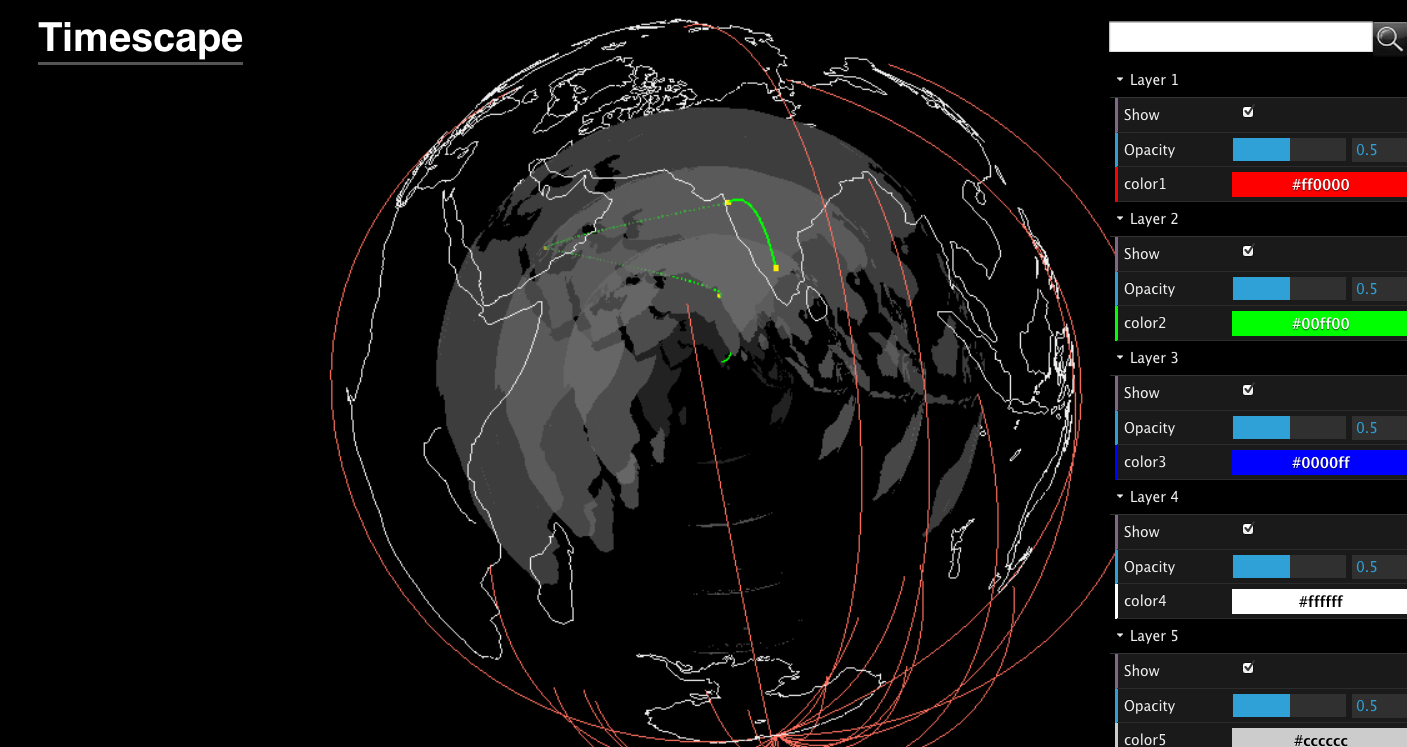 Timescape
Layer 1
Show
Opacity 0.5
color1 #ff0000
Layer 2
Show
Opacity 0.5
color2 #00ff00
Layer 3
Show
Opacity 0.5
color3 #0000ff
Layer 4
Show
Opacity 0.5
color4 #ffffff
Layer 5
Show
Opacity 0.5
color5 #cccccc